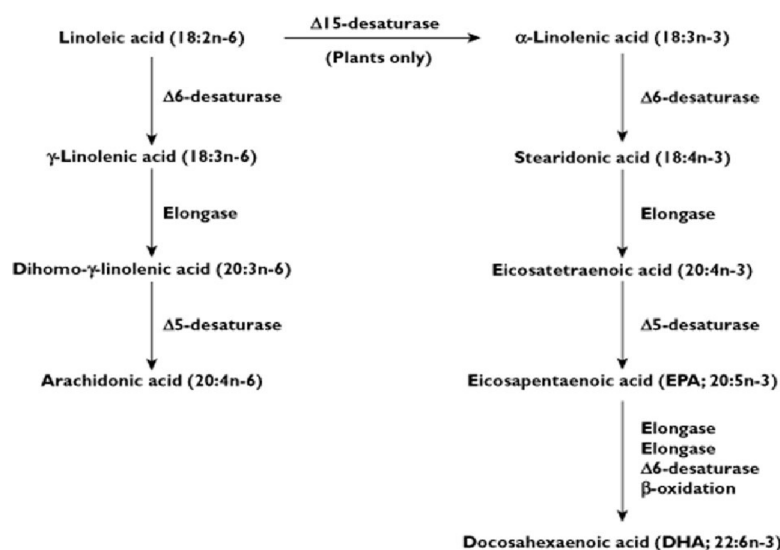 Linoleic acid (18:2n-6)
Δ15-desaturase
(Plants only)
α-Linolenic acid (18:3n-3)
Δ6-desaturase
Δ6-desaturase
γ-Linolenic acid (18:3n-6)
Stearidonic acid (18:4n-3)
Elongase
Elongase
Dihomo-γ-linolenic acid (20:3n-6)
Eicosatetraenoic acid (20:4n-3)
Δ5-desaturase
Δ5-desaturase
Arachidonic acid (20:4n-6)
Eicosapentaenoic acid (EPA; 20:5n-3)
Elongase
Elongase
Δ6-desaturase
β-oxidation
Docosahexaenoic acid (DHA; 22:6n-3)